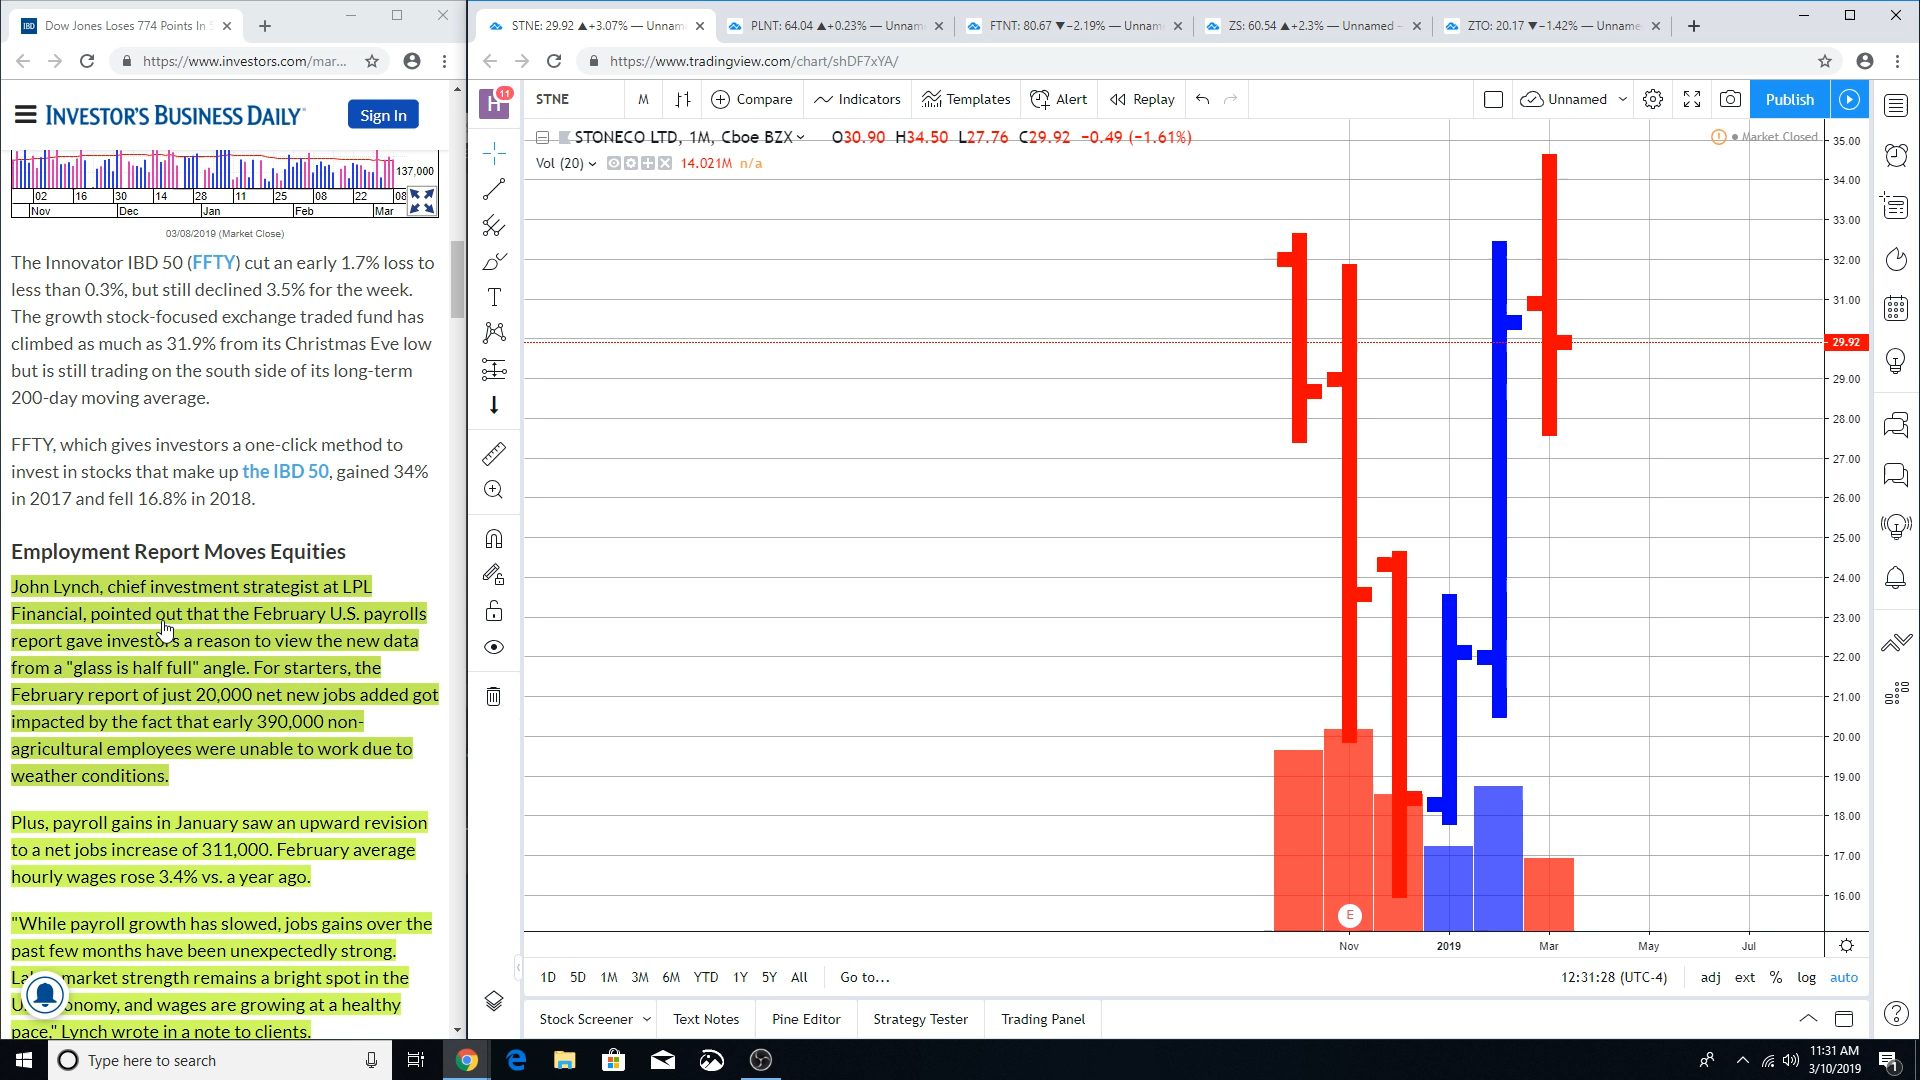 Dow Jones Loses 774 Points In
STNE: 29.92 ▲+3.07% — Unnam
PLNT: 64.04 ▲+0.23% — Unnam
FTNT: 80.67 ▼−2.19% — Unnam
ZS: 60.54 ▲+2.3% — Unnamed -
ZTO: 20.17 ▼−1.42% — Unname
https://www.investors.com/mar...
https://www.tradingview.com/chart/shDF7xYA/
INVESTOR'S BUSINESS DAILY
Sign In
137,000
02 16 30 14 28 11 25 08 22 08
Nov Dec Jan Feb Mar
03/08/2019 (Market Close)
The Innovator IBD 50 (FFTY) cut an early 1.7% loss to
less than 0.3%, but still declined 3.5% for the week.
The growth stock-focused exchange traded fund has
climbed as much as 31.9% from its Christmas Eve low
but is still trading on the south side of its long-term
200-day moving average.
FFTY, which gives investors a one-click method to
invest in stocks that make up the IBD 50, gained 34%
in 2017 and fell 16.8% in 2018.
Employment Report Moves Equities
John Lynch, chief investment strategist at LPL
Financial, pointed out that the February U.S. payrolls
report gave investors a reason to view the new data
from a "glass is half full" angle. For starters, the
February report of just 20,000 net new jobs added got
impacted by the fact that early 390,000 non-
agricultural employees were unable to work due to
weather conditions.
Plus, payroll gains in January saw an upward revision
to a net jobs increase of 311,000. February average
hourly wages rose 3.4% vs. a year ago.
"While payroll growth has slowed, jobs gains over the
past few months have been unexpectedly strong.
La market strength remains a bright spot in the
U onomy, and wages are growing at a healthy
pace," Lynch wrote in a note to clients.
H 11
STNE M Compare Indicators Templates Alert Replay Unnamed Publish
STONECO LTD, 1M, Cboe BZX O30.90 H34.50 L27.76 C29.92 −0.49 (−1.61%)
Market Closed
Vol (20) 14.021M n/a
35.00
34.00
33.00
32.00
31.00
29.92
29.00
28.00
27.00
26.00
25.00
24.00
23.00
22.00
21.00
20.00
19.00
18.00
17.00
16.00
E
Nov 2019 Mar May Jul
1D 5D 1M 3M 6M YTD 1Y 5Y All Go to... 12:31:28 (UTC-4) adj ext % log auto
Stock Screener Text Notes Pine Editor Strategy Tester Trading Panel
Type here to search
11:31 AM
3/10/2019
1